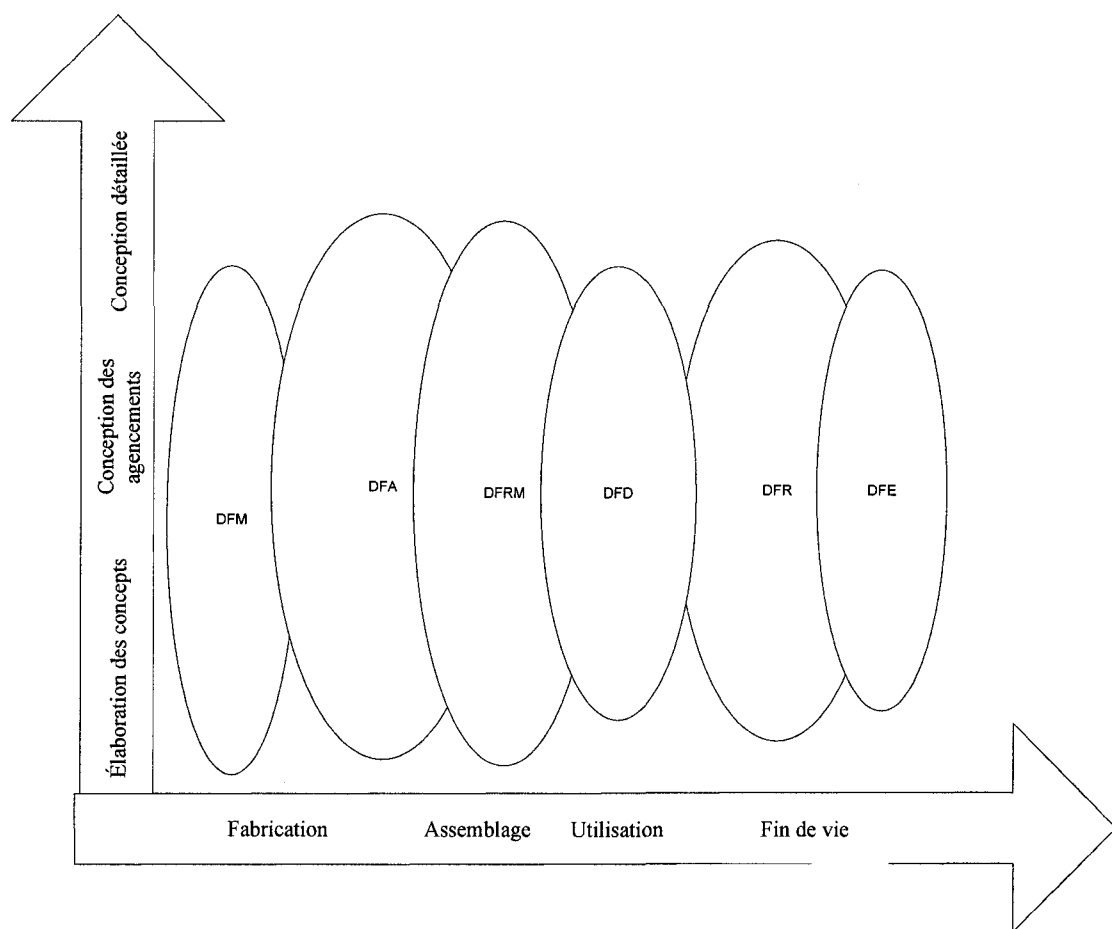 Conception détaillée
Conception des
agencements
Élaboration des concepts
DFM
DFA
DFRM
DFD
DFR
DFE
Fabrication
Assemblage
Utilisation
Fin de vie